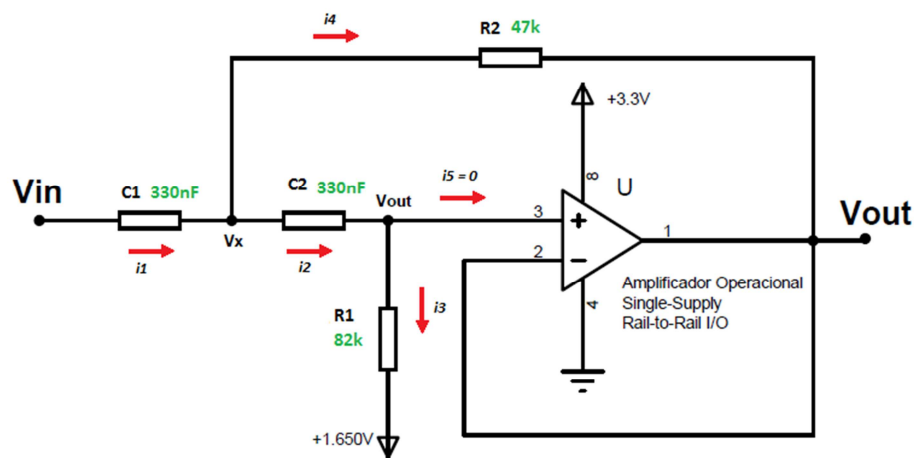 i4
R2 47k
+3.3V
Vin
C1 330nF
C2 330nF
Vout
i5 = 0
8
U
3
+
1
Vout
Vx
2
−
i1
i2
i3
R1
82k
4
Amplificador Operacional
Single-Supply
Rail-to-Rail I/O
+1.650V